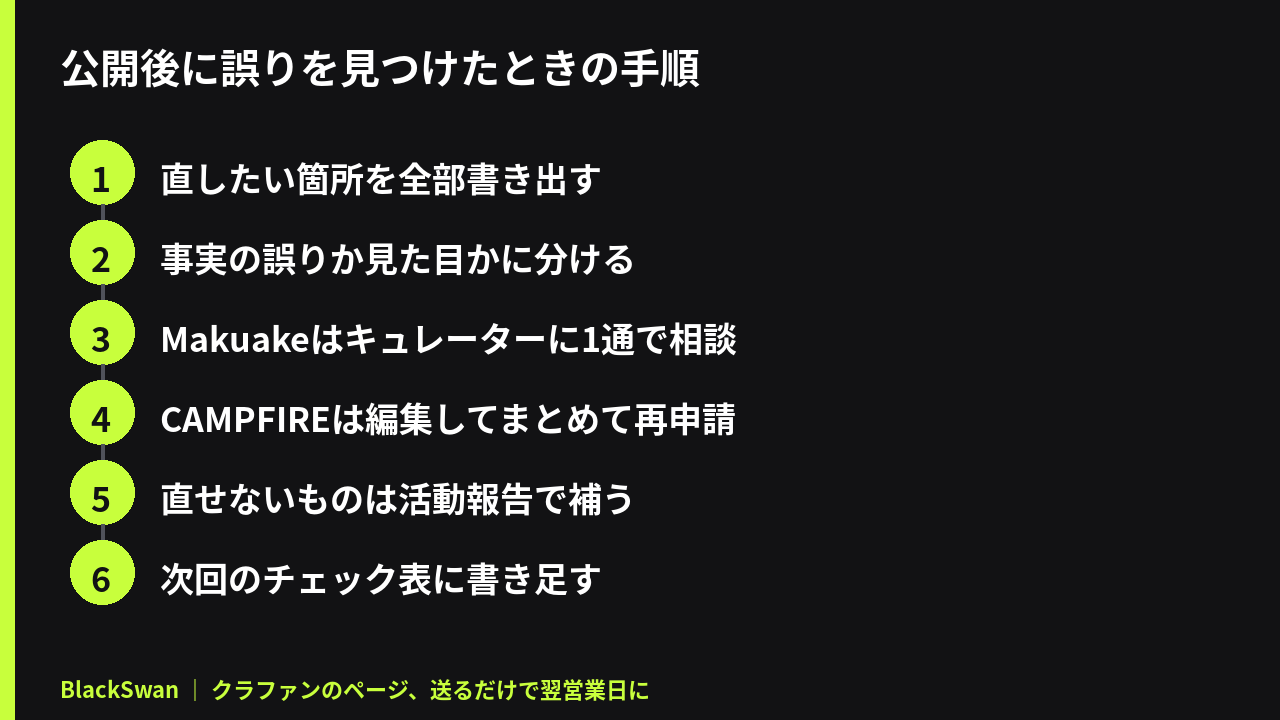 公開後に誤りを見つけたときの手順
1 直したい箇所を全部書き出す
2 事実の誤りか見た目かに分ける
3 Makuakeはキュレーターに1通で相談
4 CAMPFIREは編集してまとめて再申請
5 直せないものは活動報告で補う
6 次回のチェック表に書き足す
BlackSwan｜クラファンのページ、送るだけで翌営業日に